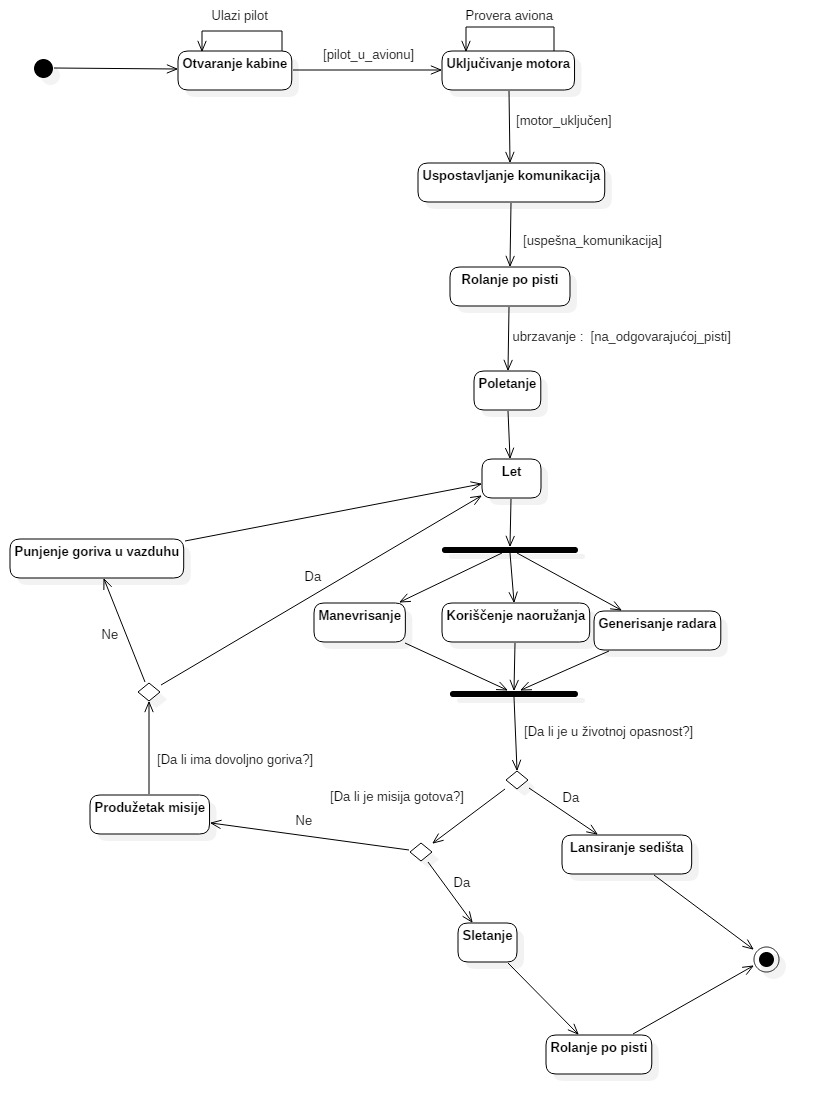 Ulazi pilot
Provera aviona
Otvaranje kabine
[pilot_u_avionu]
Uključivanje motora
[motor_uključen]
Uspostavljanje komunikacija
[uspešna_komunikacija]
Rolanje po pisti
ubrzavanje :  [na_odgovarajućoj_pisti]
Poletanje
Let
Punjenje goriva u vazduhu
Da
Manevrisanje
Koriščenje naoružanja
Generisanje radara
Ne
[Da li je u životnoj opasnost?]
[Da li ima dovoljno goriva?]
[Da li je misija gotova?]
Da
Produžetak misije
Ne
Lansiranje sedišta
Da
Sletanje
Rolanje po pisti